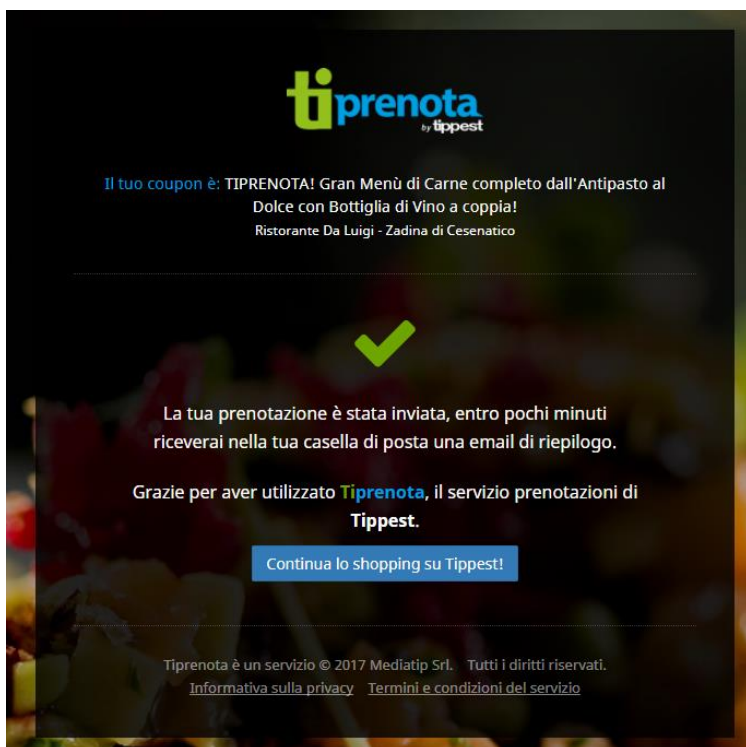 tiprenota
by tippest
Il tuo coupon è: TIPRENOTA! Gran Menù di Carne completo dall'Antipasto al
Dolce con Bottiglia di Vino a coppia!
Ristorante Da Luigi - Zadina di Cesenatico
La tua prenotazione è stata inviata, entro pochi minuti
riceverai nella tua casella di posta una email di riepilogo.
Grazie per aver utilizzato Tiprenota, il servizio prenotazioni di
Tippest.
Continua lo shopping su Tippest!
Tiprenota è un servizio © 2017 Mediatip Srl. Tutti i diritti riservati.
Informativa sulla privacy Termini e condizioni del servizio